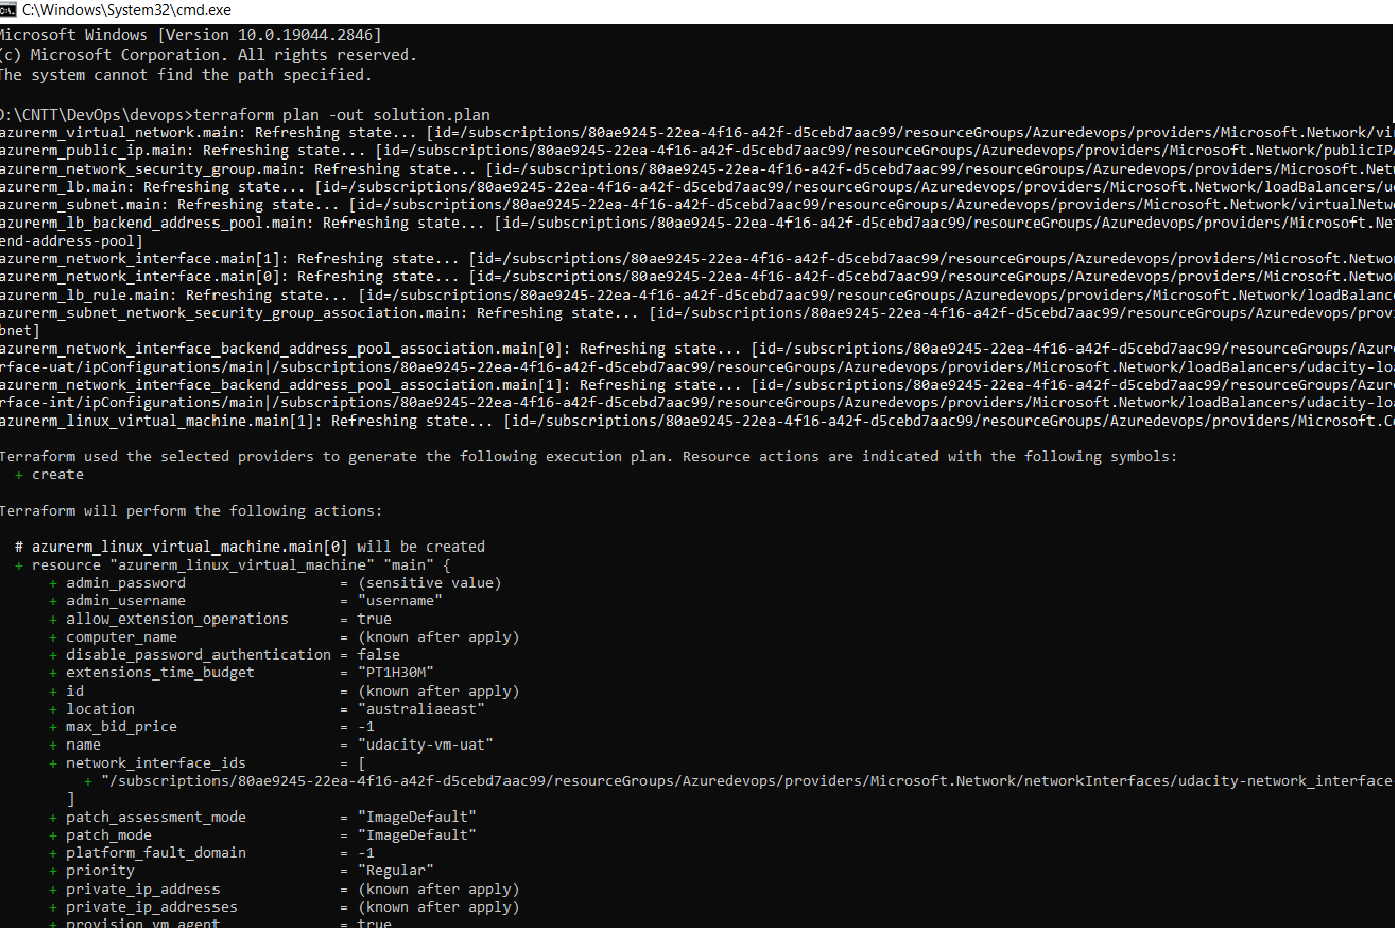 C:\Windows\System32\cmd.exe
Microsoft Windows [Version 10.0.19044.2846]
(c) Microsoft Corporation. All rights reserved.
The system cannot find the path specified.
D:\CNTT\DevOps\devops>terraform plan -out solution.plan
azurerm_virtual_network.main: Refreshing state... [id=/subscriptions/80ae9245-22ea-4f16-a42f-d5cebd7aac99/resourceGroups/Azuredevops/providers/Microsoft.Network/vi
azurerm_public_ip.main: Refreshing state... [id=/subscriptions/80ae9245-22ea-4f16-a42f-d5cebd7aac99/resourceGroups/Azuredevops/providers/Microsoft.Network/publicIP
azurerm_network_security_group.main: Refreshing state... [id=/subscriptions/80ae9245-22ea-4f16-a42f-d5cebd7aac99/resourceGroups/Azuredevops/providers/Microsoft.Net
azurerm_lb.main: Refreshing state... [id=/subscriptions/80ae9245-22ea-4f16-a42f-d5cebd7aac99/resourceGroups/Azuredevops/providers/Microsoft.Network/loadBalancers/u
azurerm_subnet.main: Refreshing state... [id=/subscriptions/80ae9245-22ea-4f16-a42f-d5cebd7aac99/resourceGroups/Azuredevops/providers/Microsoft.Network/virtualNetw
azurerm_lb_backend_address_pool.main: Refreshing state... [id=/subscriptions/80ae9245-22ea-4f16-a42f-d5cebd7aac99/resourceGroups/Azuredevops/providers/Microsoft.Ne
end-address-pool]
azurerm_network_interface.main[1]: Refreshing state... [id=/subscriptions/80ae9245-22ea-4f16-a42f-d5cebd7aac99/resourceGroups/Azuredevops/providers/Microsoft.Netwo
azurerm_network_interface.main[0]: Refreshing state... [id=/subscriptions/80ae9245-22ea-4f16-a42f-d5cebd7aac99/resourceGroups/Azuredevops/providers/Microsoft.Netwo
azurerm_lb_rule.main: Refreshing state... [id=/subscriptions/80ae9245-22ea-4f16-a42f-d5cebd7aac99/resourceGroups/Azuredevops/providers/Microsoft.Network/loadBalanc
azurerm_subnet_network_security_group_association.main: Refreshing state... [id=/subscriptions/80ae9245-22ea-4f16-a42f-d5cebd7aac99/resourceGroups/Azuredevops/prov
bnet]
azurerm_network_interface_backend_address_pool_association.main[0]: Refreshing state... [id=/subscriptions/80ae9245-22ea-4f16-a42f-d5cebd7aac99/resourceGroups/Azur
rface-uat/ipConfigurations/main|/subscriptions/80ae9245-22ea-4f16-a42f-d5cebd7aac99/resourceGroups/Azuredevops/providers/Microsoft.Network/loadBalancers/udacity-lo
azurerm_network_interface_backend_address_pool_association.main[1]: Refreshing state... [id=/subscriptions/80ae9245-22ea-4f16-a42f-d5cebd7aac99/resourceGroups/Azur
rface-int/ipConfigurations/main|/subscriptions/80ae9245-22ea-4f16-a42f-d5cebd7aac99/resourceGroups/Azuredevops/providers/Microsoft.Network/loadBalancers/udacity-lo
azurerm_linux_virtual_machine.main[1]: Refreshing state... [id=/subscriptions/80ae9245-22ea-4f16-a42f-d5cebd7aac99/resourceGroups/Azuredevops/providers/Microsoft.C
Terraform used the selected providers to generate the following execution plan. Resource actions are indicated with the following symbols:
+ create
Terraform will perform the following actions:
# azurerm_linux_virtual_machine.main[0] will be created
+ resource "azurerm_linux_virtual_machine" "main" {
+ admin_password = (sensitive value)
+ admin_username = "username"
+ allow_extension_operations = true
+ computer_name = (known after apply)
+ disable_password_authentication = false
+ extensions_time_budget = "PT1H30M"
+ id = (known after apply)
+ location = "australiaeast"
+ max_bid_price = -1
+ name = "udacity-vm-uat"
+ network_interface_ids = [
+ "/subscriptions/80ae9245-22ea-4f16-a42f-d5cebd7aac99/resourceGroups/Azuredevops/providers/Microsoft.Network/networkInterfaces/udacity-network_interface
]
+ patch_assessment_mode = "ImageDefault"
+ patch_mode = "ImageDefault"
+ platform_fault_domain = -1
+ priority = "Regular"
+ private_ip_address = (known after apply)
+ private_ip_addresses = (known after apply)
+ provision_vm_agent = true